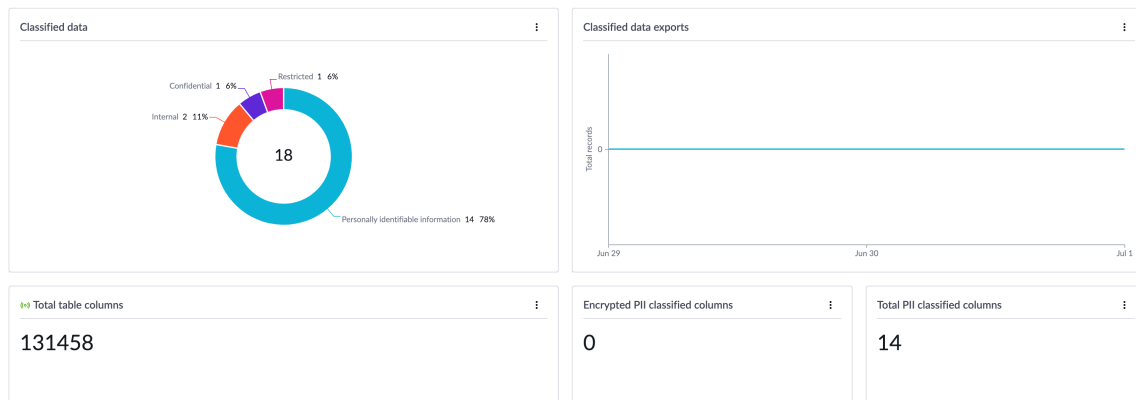 Classified data
Restricted 1 6%
Confidential 1 6%
Internal 2 11%
18
Personally identifiable information 14 78%
Classified data exports
Total records
0
Jun 29 Jun 30 Jul 1
Total table columns
131458
Encrypted PII classified columns
0
Total PII classified columns
14